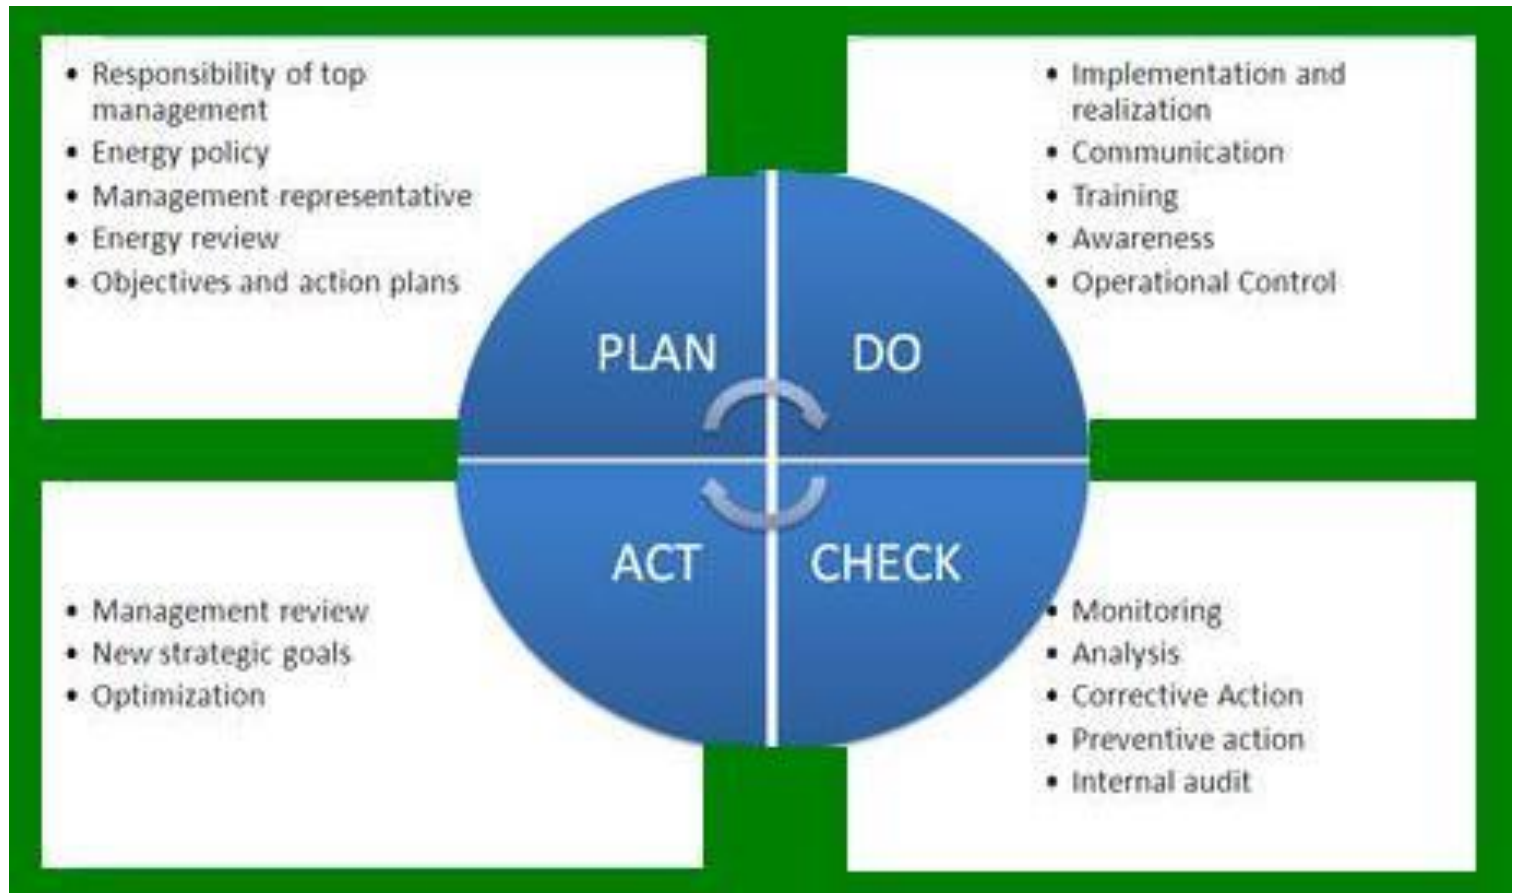 • Responsibility of top
management
• Energy policy
• Management representative
• Energy review
• Objectives and action plans
• Implementation and
realization
• Communication
• Training
• Awareness
• Operational Control
PLAN
DO
ACT
CHECK
• Management review
• New strategic goals
• Optimization
• Monitoring
• Analysis
• Corrective Action
• Preventive action
• Internal audit